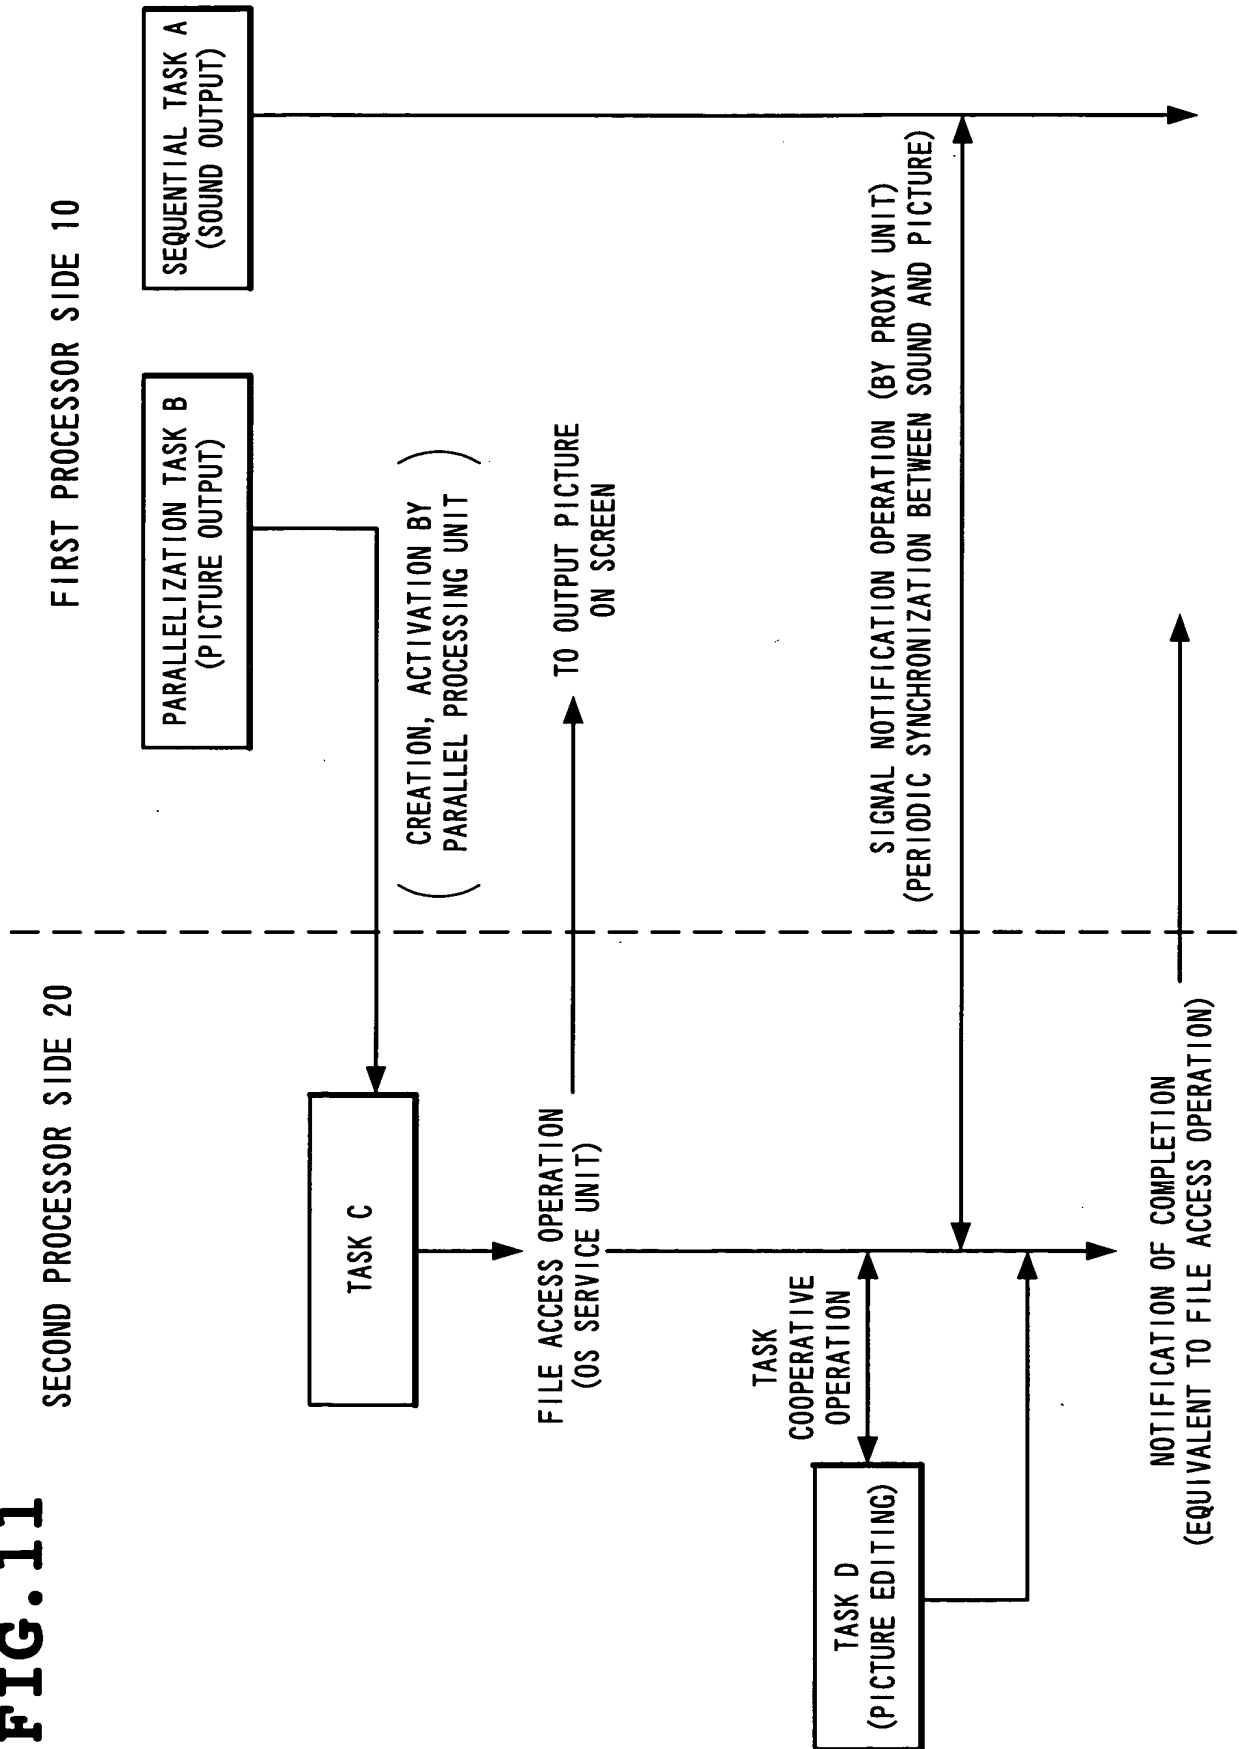 FIG.11
SECOND PROCESSOR SIDE 20
FIRST PROCESSOR SIDE 10
PARALLELIZATION TASK B
(PICTURE OUTPUT)
SEQUENTIAL TASK A
(SOUND OUTPUT)
TASK C
(CREATION, ACTIVATION BY
PARALLEL PROCESSING UNIT)
FILE ACCESS OPERATION
(OS SERVICE UNIT)
TO OUTPUT PICTURE
ON SCREEN
TASK
COOPERATIVE
OPERATION
TASK D
(PICTURE EDITING)
SIGNAL NOTIFICATION OPERATION (BY PROXY UNIT)
(PERIODIC SYNCHRONIZATION BETWEEN SOUND AND PICTURE)
NOTIFICATION OF COMPLETION
(EQUIVALENT TO FILE ACCESS OPERATION)